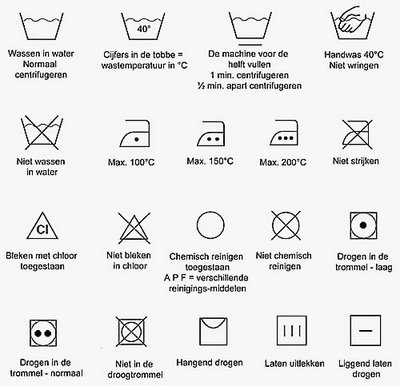 40°
Wassen in water
Normaal
centrifugeren
Cijfers in de tobbe =
wastemperatuur in °C
De machine voor de
helft vullen
1 min. centrifugeren
½ min. apart centrifugeren
Handwas 40°C
Niet wringen
Niet wassen
in water
Max. 100°C
Max. 150°C
Max. 200°C
Niet strijken
Cl
Bleken met chloor
toegestaan
Niet bleken
in chloor
Chemisch reinigen
toegestaan
A P F = verschillende
reinigings-middelen
Niet chemisch
reinigen
Drogen in de
trommel - laag
Drogen in de
trommel - normaal
Niet in de
droogtrommel
Hangend drogen
Laten uitlekken
Liggend laten
drogen